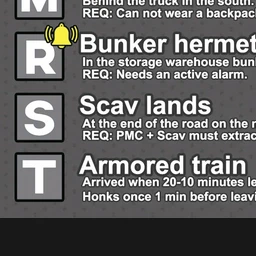 M
Behind the truck in the south.
REQ: Can not wear a backpac
R
Bunker hermet
In the storage warehouse bun
REQ: Needs an active alarm.
S
Scav lands
At the end of the road on the n
REQ: PMC + Scav must extrac
T
Armored train
Arrived when 20-10 minutes le
Honks once 1 min before leavi